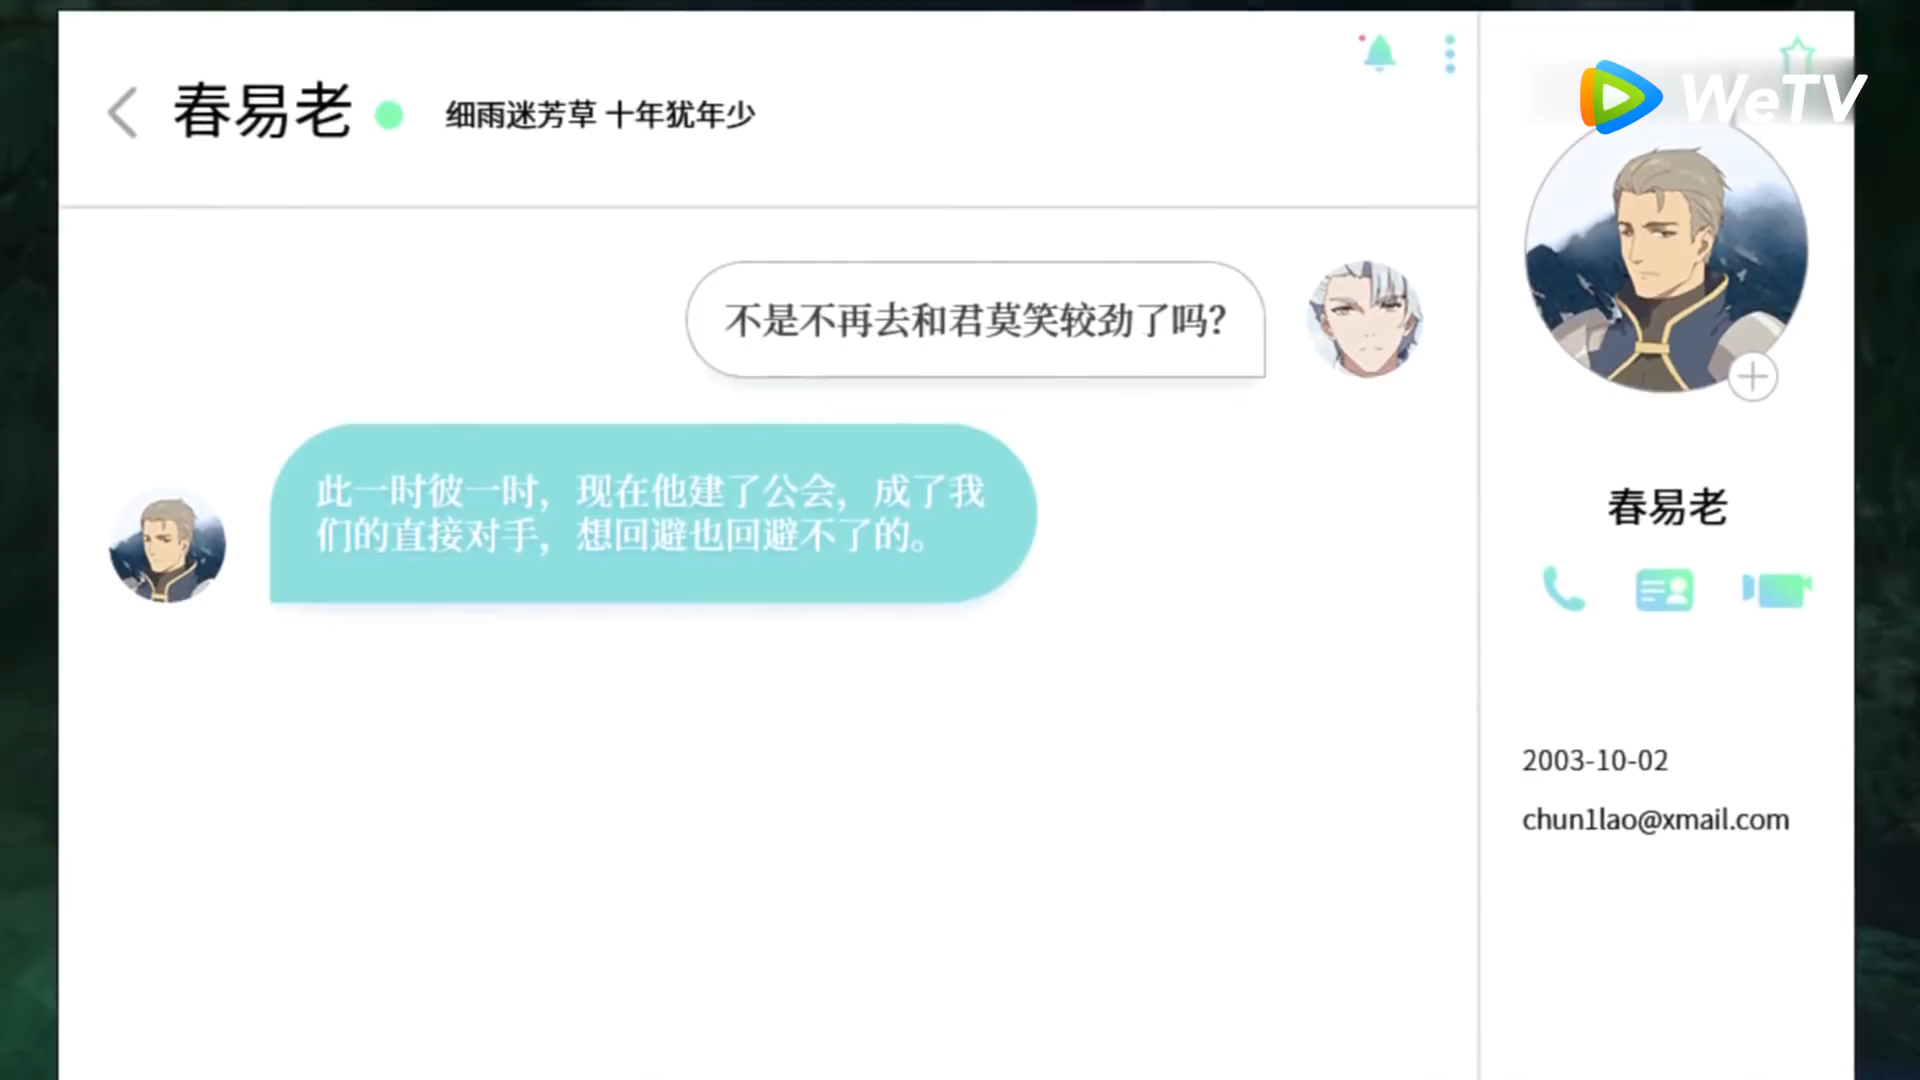 WeTV
春易老
细雨迷芳草 十年犹年少
不是不再去和君莫笑较劲了吗?
此一时彼一时，现在他建了公会，成了我
们的直接对手，想回避也回避不了的。
春易老
2003-10-02
chun1lao@xmail.com